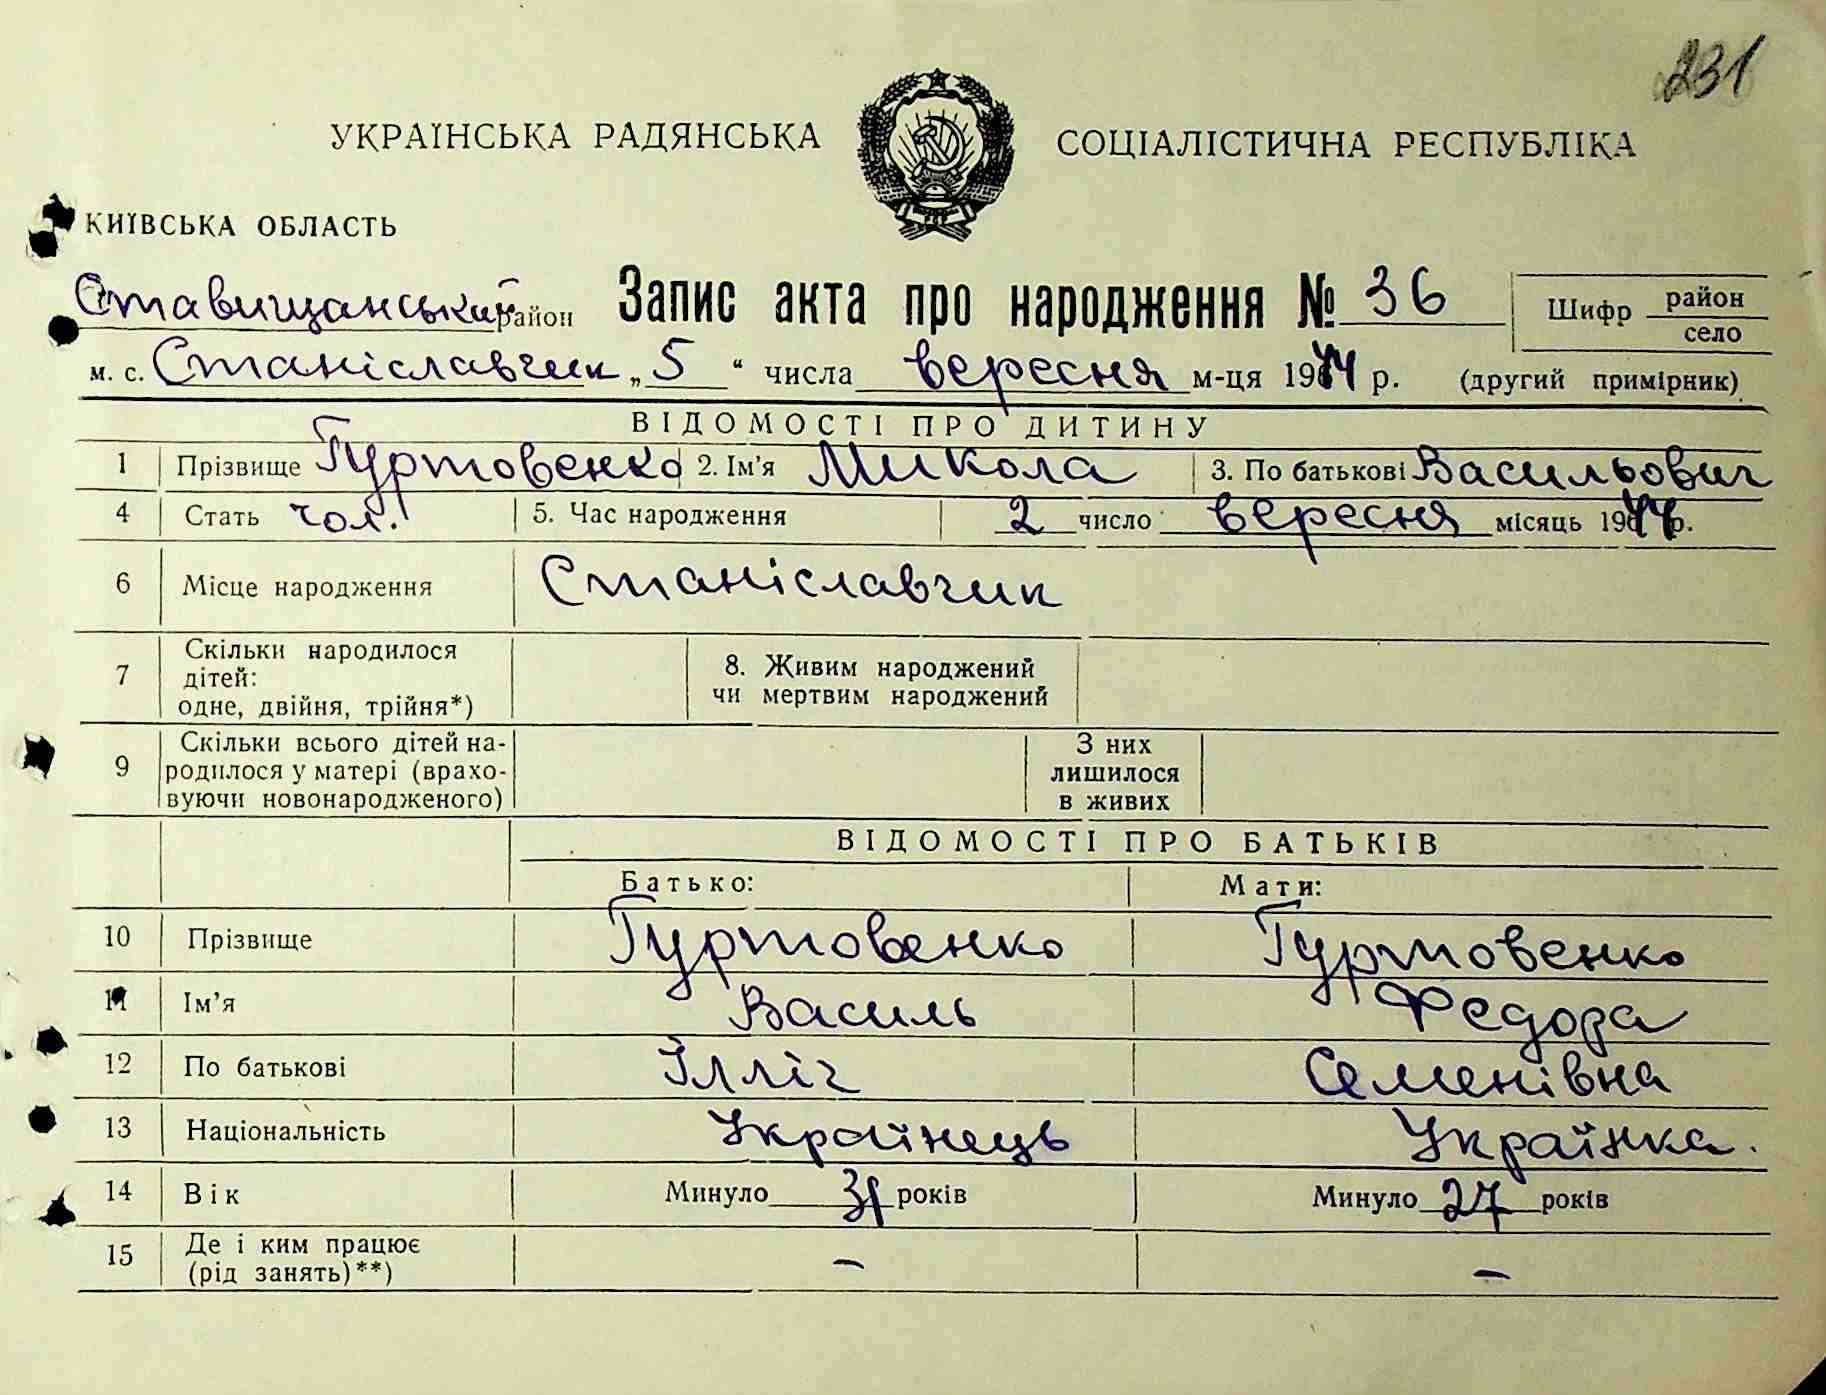 231
УКРАЇНСЬКА РАДЯНСЬКА СОЦІАЛІСТИЧНА РЕСПУБЛІКА
КИЇВСЬКА ОБЛАСТЬ
Ставищанський район Запис акта про народження № 36 Шифр район село
м. с. Станіславчик „5“ числа вересня м-ця 1944 р. (другий примірник)
ВІДОМОСТІ ПРО ДИТИНУ
1 Прізвище Гуртовенко 2. Ім'я Микола 3. По батькові Васильович
4 Стать чол. 5. Час народження 2 число вересня місяць 1944 р.
6 Місце народження Станіславчик
7 Скільки народилося дітей: одне, двійня, трійня*) 8. Живим народжений чи мертвим народжений
9 Скільки всього дітей народилося у матері (враховуючи новонародженого) З них лишилося в живих
ВІДОМОСТІ ПРО БАТЬКІВ
Батько: Мати:
10 Прізвище Гуртовенко Гуртовенко
11 Ім'я Василь Федора
12 По батькові Ілліч Семенівна
13 Національність Українець Українка.
14 Вік Минуло 31 років Минуло 27 років
15 Де і ким працює (рід занять)**) – –